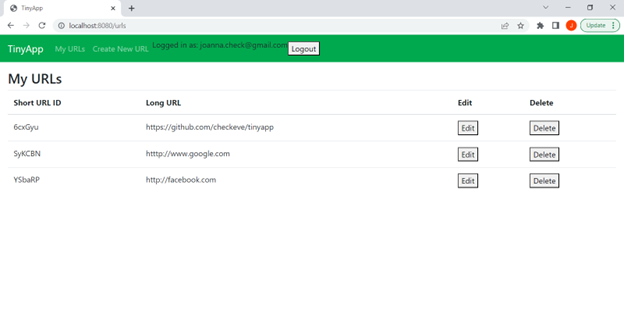 TinyApp
localhost:8080/urls
J
Update
TinyApp My URLs Create New URL Logged in as: joanna.check@gmail.com Logout
My URLs
Short URL ID Long URL Edit Delete
6cxGyu https://github.com/checkeve/tinyapp Edit Delete
SyKCBN htttp://www.google.com Edit Delete
YSbaRP http://facebook.com Edit Delete